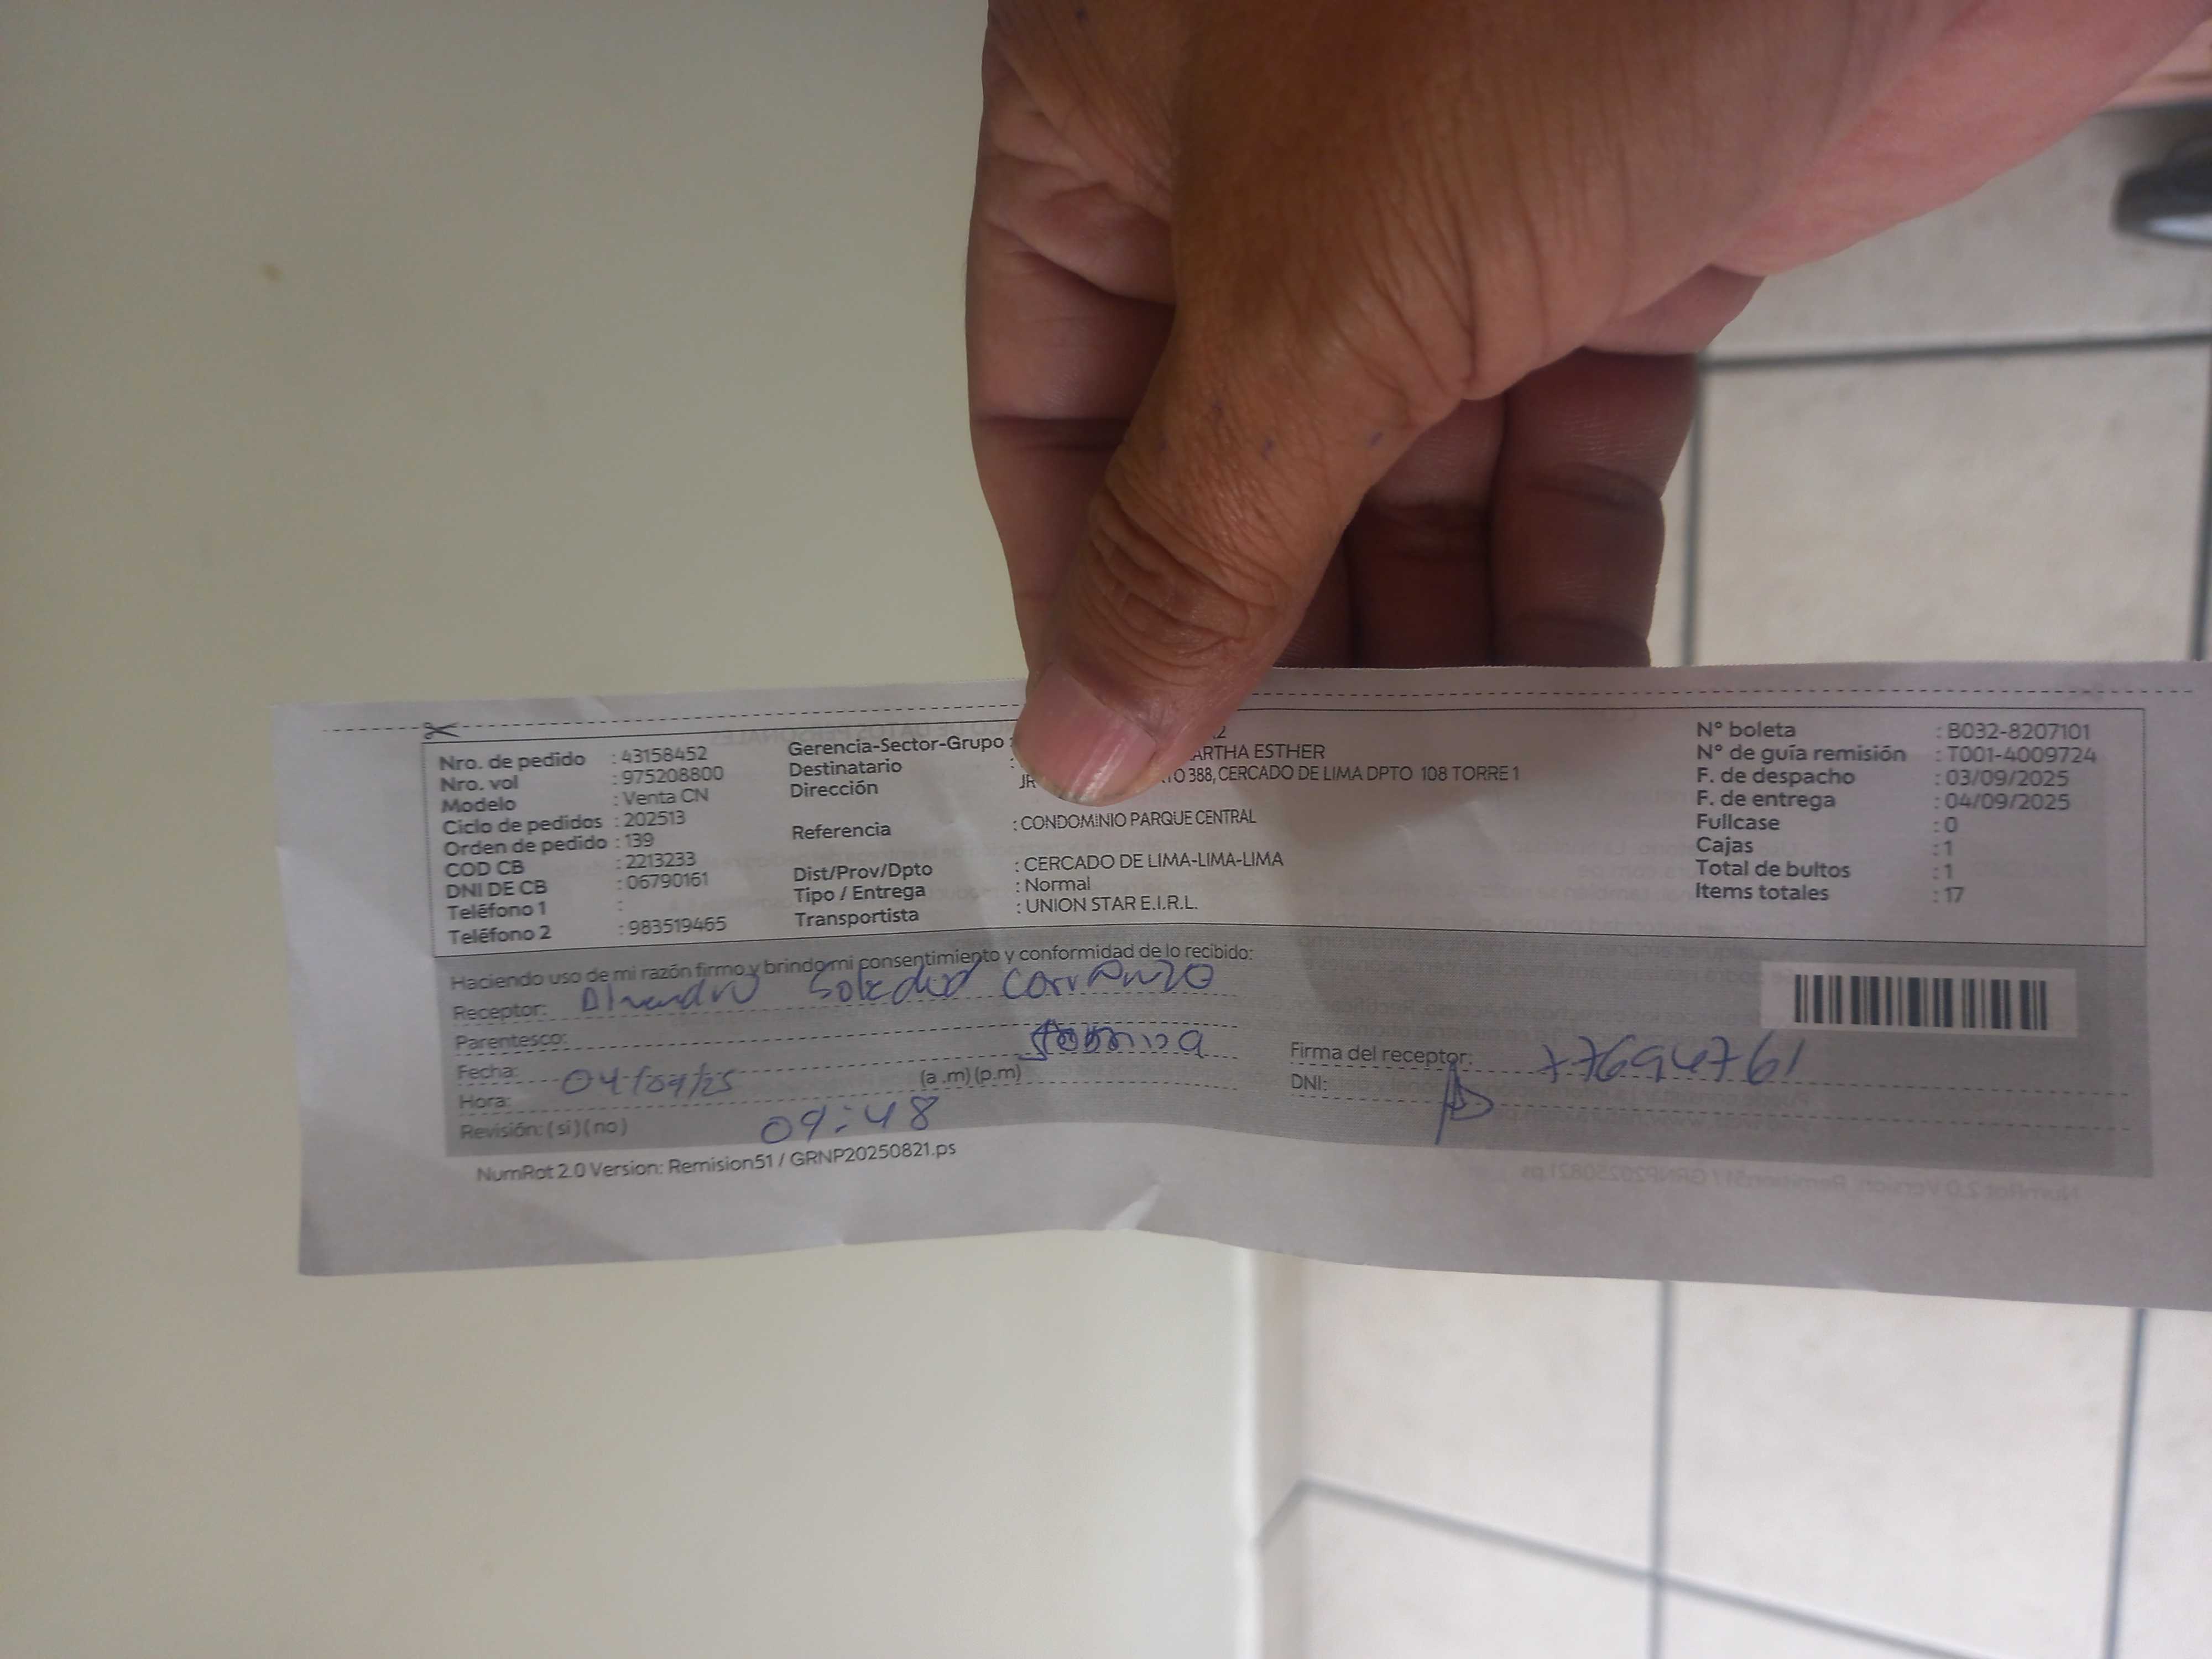 Nro. de pedido : 43158452
Nro. vol : 975208800
Modelo : Venta CN
Ciclo de pedidos : 202513
Orden de pedido : 139
COD CB : 2213233
DNI DE CB : 06790161
Teléfono 1 :
Teléfono 2 : 983519465
Gerencia-Sector-Grupo :
Destinatario : ARTHA ESTHER
Dirección : JR TO 388, CERCADO DE LIMA DPTO 108 TORRE 1
Referencia : CONDOMINIO PARQUE CENTRAL
Dist/Prov/Dpto : CERCADO DE LIMA-LIMA-LIMA
Tipo / Entrega : Normal
Transportista : UNION STAR E.I.R.L.
N° boleta : B032-8207101
N° de guía remisión : T001-4009724
F. de despacho : 03/09/2025
F. de entrega : 04/09/2025
Fullcase : 0
Cajas : 1
Total de bultos : 1
Items totales : 17
Haciendo uso de mi razón firmo y brindo mi consentimiento y conformidad de lo recibido:
Receptor: Soledad
Parentesco:
Fecha: 04/09/25
Hora: 09:48 (a.m) (p.m)
Revisión: ( si ) ( no )
Firma del receptor: 77694761
DNI:
NumRot 2.0 Version: Remision51 / GRNP20250821.ps